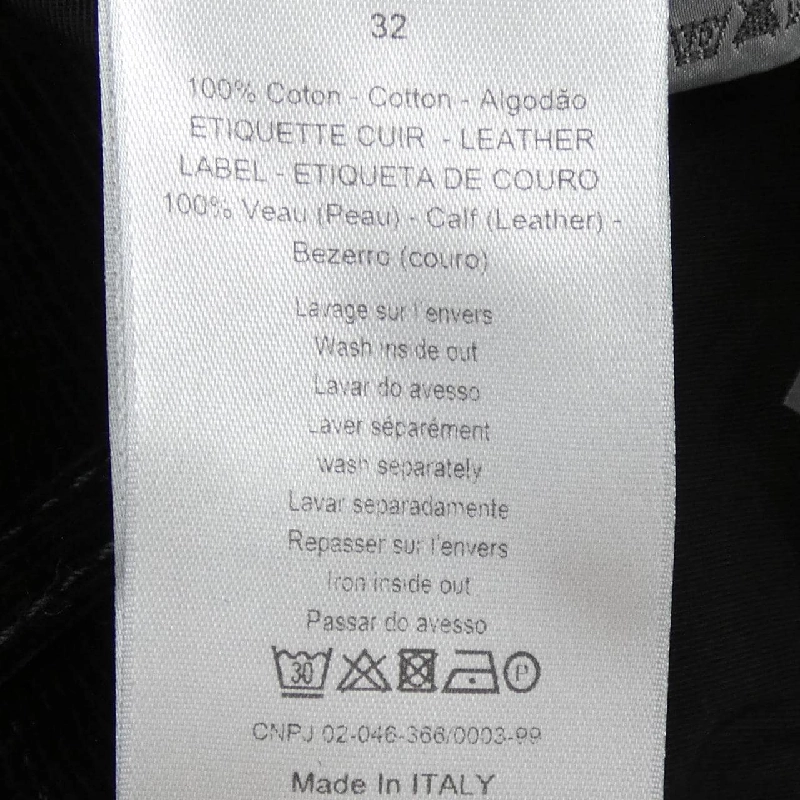 32
100% Coton - Cotton - Algodão
ETIQUETTE CUIR - LEATHER
LABEL - ETIQUETA DE COURO
100% Veau (Peau) - Calf (Leather) -
Bezerro (couro)
Lavage sur l'envers
Wash inside out
Lavar do avesso
Laver séparément
wash separately
Lavar separadamente
Repasser sur l'envers
Iron inside out
Passar do avesso
30 P
CNPJ 02-046-366/0003-99
Made In ITALY